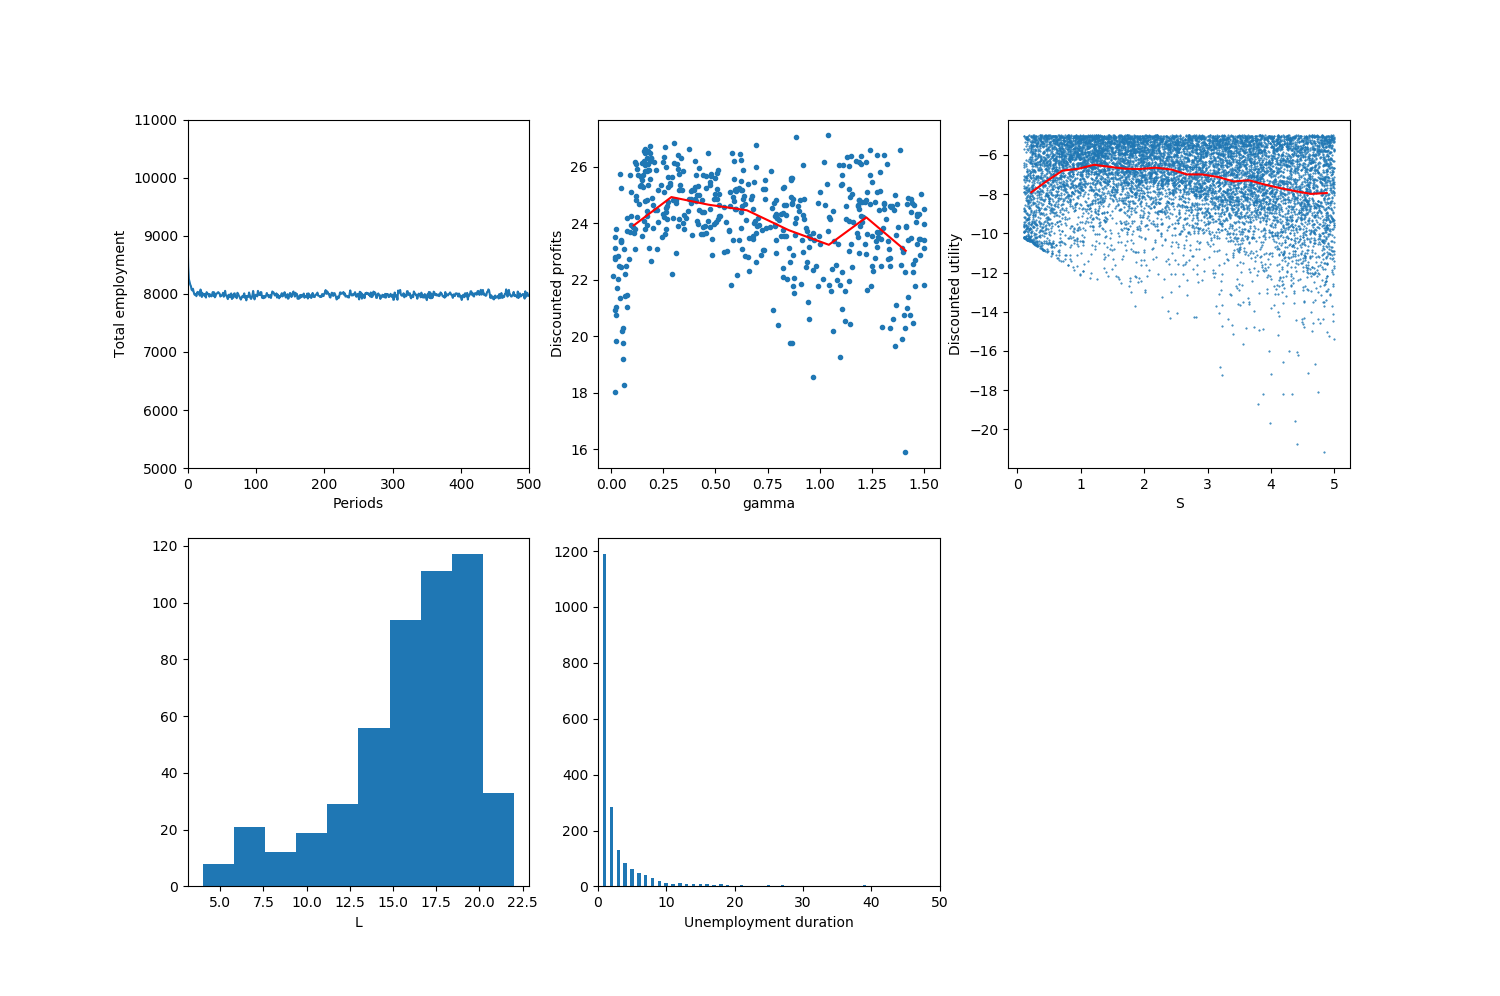 11000
10000
9000
8000
7000
6000
5000
Total employment
0 100 200 300 400 500
Periods
26
24
22
20
18
16
Discounted profits
0.00 0.25 0.50 0.75 1.00 1.25 1.50
gamma
−6
−8
−10
−12
−14
−16
−18
−20
Discounted utility
0 1 2 3 4 5
S
120
100
80
60
40
20
0
5.0 7.5 10.0 12.5 15.0 17.5 20.0 22.5
L
1200
1000
800
600
400
200
0
0 10 20 30 40 50
Unemployment duration